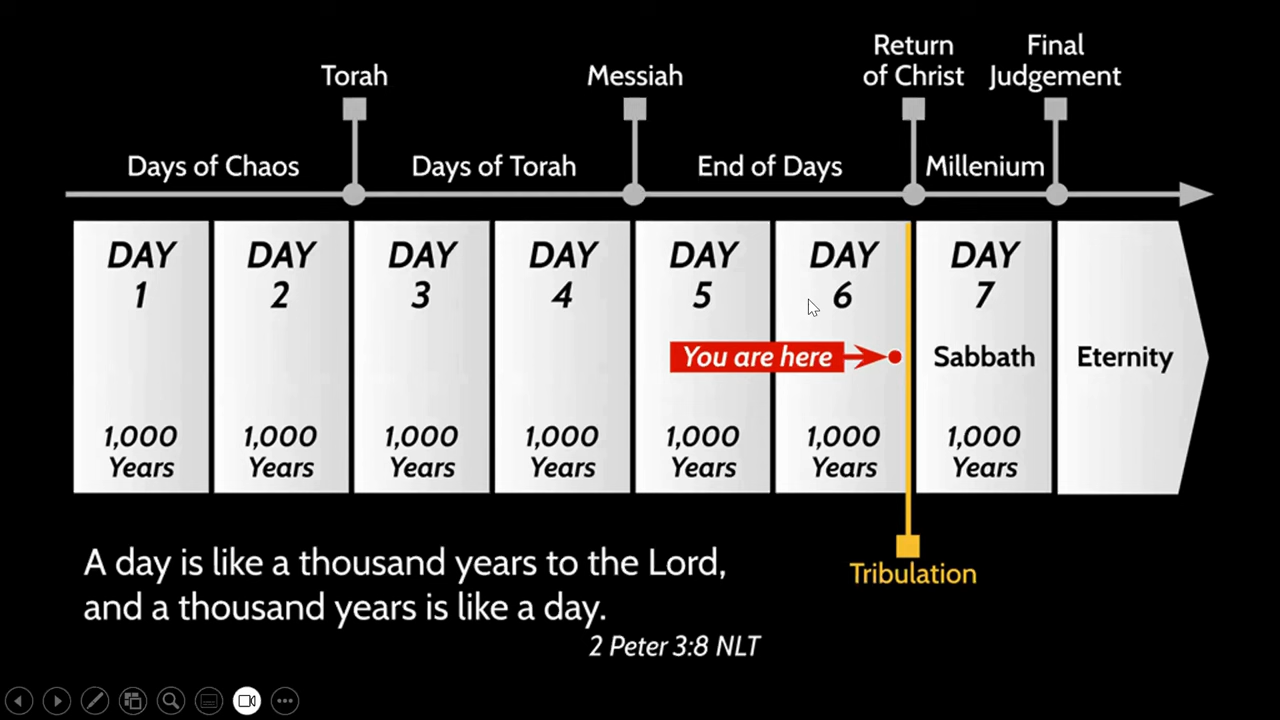 Return
of Christ
Final
Judgement
Torah
Messiah
Days of Chaos
Days of Torah
End of Days
Millenium
DAY
1
DAY
2
DAY
3
DAY
4
DAY
5
DAY
6
DAY
7
You are here
Sabbath
Eternity
1,000
Years
1,000
Years
1,000
Years
1,000
Years
1,000
Years
1,000
Years
1,000
Years
A day is like a thousand years to the Lord,
and a thousand years is like a day.
2 Peter 3:8 NLT
Tribulation